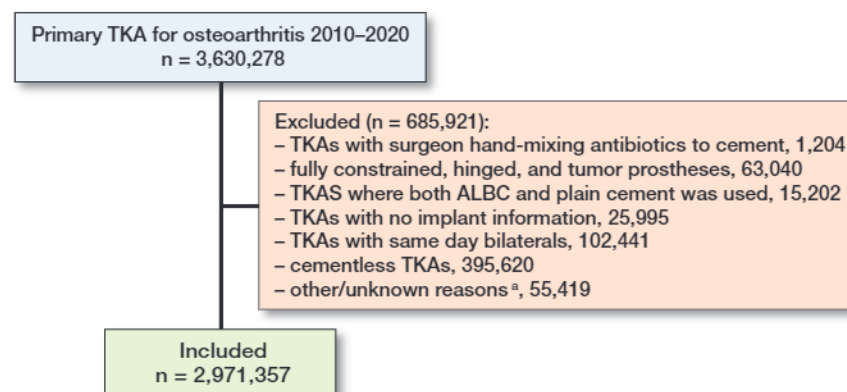 Primary TKA for osteoarthritis 2010–2020
n = 3,630,278
Excluded (n = 685,921):
– TKAs with surgeon hand-mixing antibiotics to cement, 1,204
– fully constrained, hinged, and tumor prostheses, 63,040
– TKAS where both ALBC and plain cement was used, 15,202
– TKAs with no implant information, 25,995
– TKAs with same day bilaterals, 102,441
– cementless TKAs, 395,620
– other/unknown reasons ᵃ, 55,419
Included
n = 2,971,357